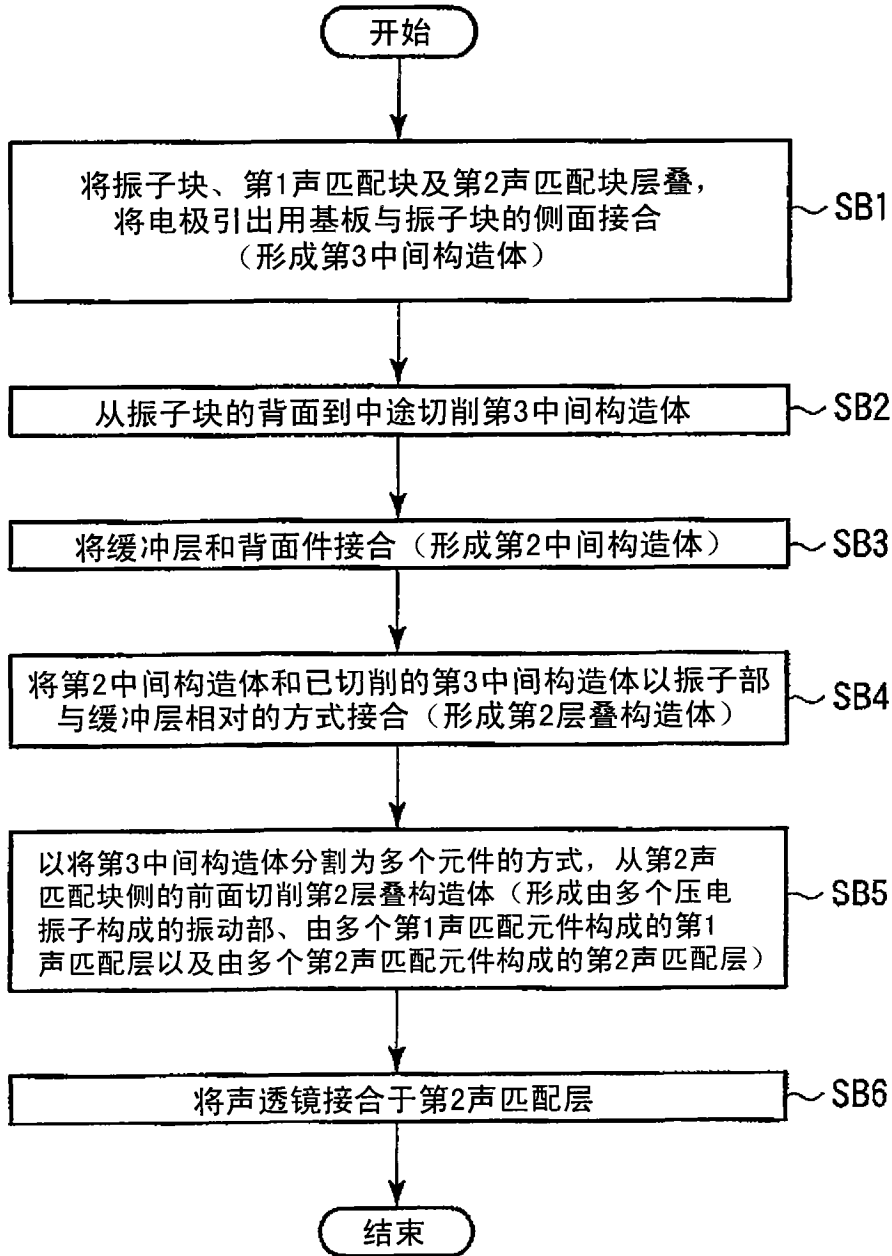 开始
将振子块、第1声匹配块及第2声匹配块层叠，
将电极引出用基板与振子块的侧面接合
（形成第3中间构造体）
SB1
从振子块的背面到中途切削第3中间构造体
SB2
将缓冲层和背面件接合（形成第2中间构造体）
SB3
将第2中间构造体和已切削的第3中间构造体以振子部
与缓冲层相对的方式接合（形成第2层叠构造体）
SB4
以将第3中间构造体分割为多个元件的方式，从第2声
匹配块侧的前面切削第2层叠构造体（形成由多个压电
振子构成的振动部、由多个第1声匹配元件构成的第1
声匹配层以及由多个第2声匹配元件构成的第2声匹配层）
SB5
将声透镜接合于第2声匹配层
SB6
结束